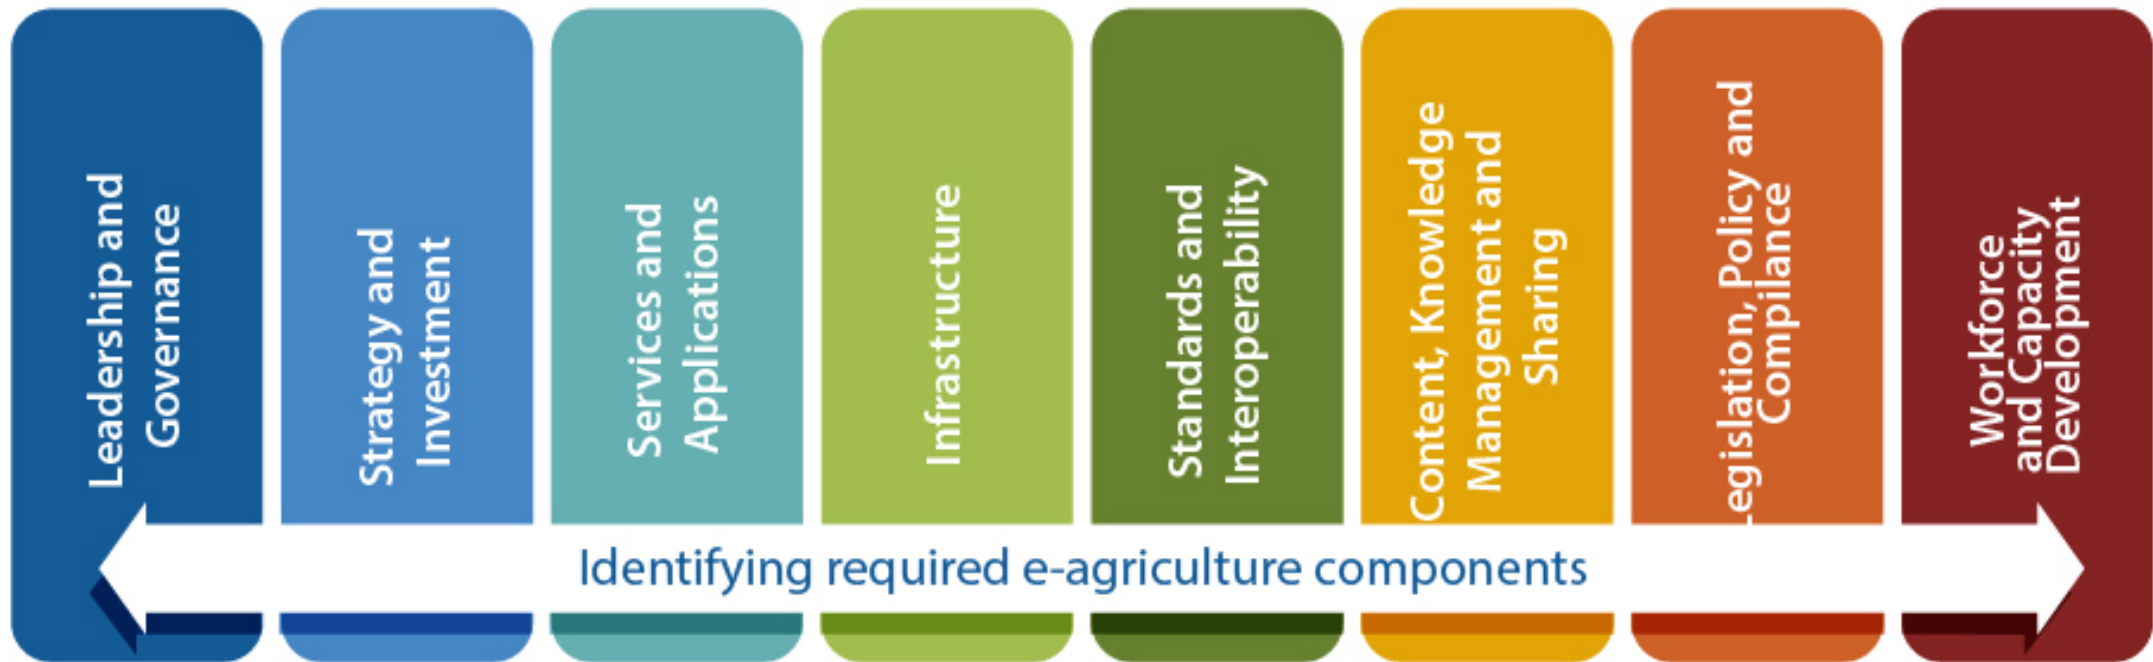 Leadership and
Governance
Strategy and
Investment
Services and
Applications
Infrastructure
Standards and
Interoperability
Content, Knowledge
Management and
Sharing
Legislation, Policy and
Compilance
Workforce
and Capacity
Development
Identifying required e-agriculture components